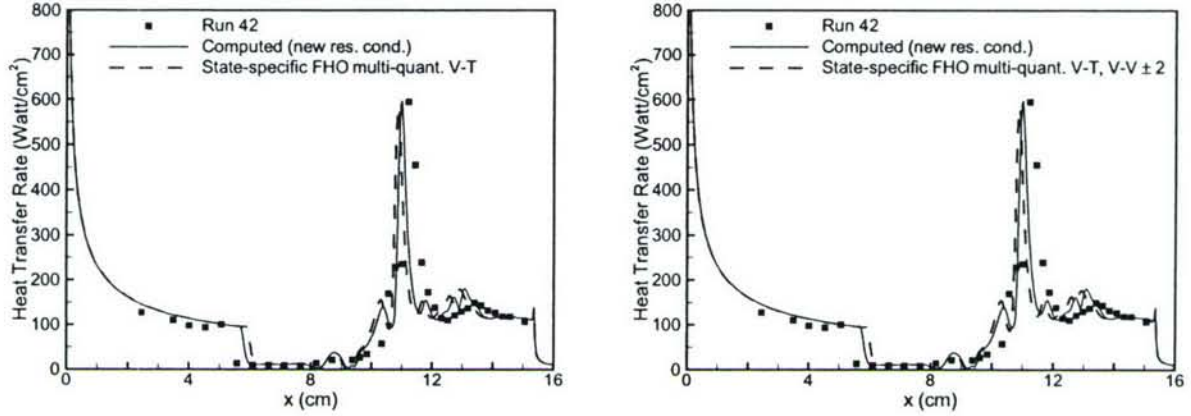 800
700
600
500
400
300
200
100
0
Heat Transfer Rate (Watt/cm²)
Run 42
Computed (new res. cond.)
State-specific FHO multi-quant. V-T
0 4 8 12 16
x (cm)
800
700
600
500
400
300
200
100
0
Heat Transfer Rate (Watt/cm²)
Run 42
Computed (new res. cond.)
State-specific FHO multi-quant. V-T, V-V ± 2
0 4 8 12 16
x (cm)